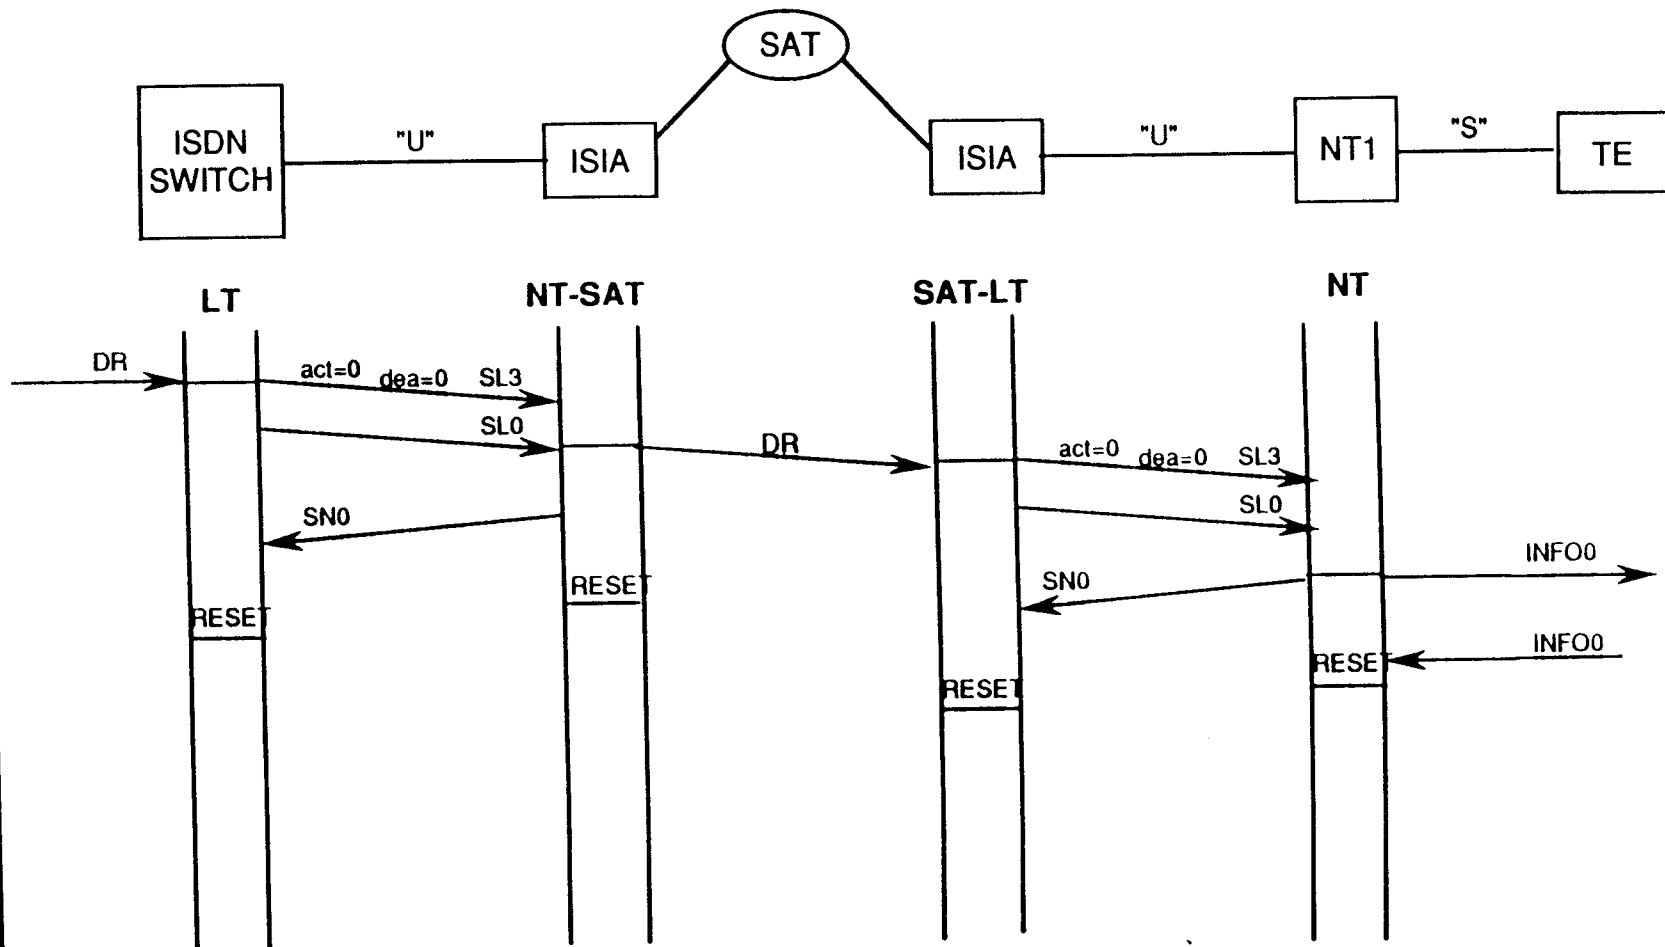 SAT
ISDN
SWITCH
"U"
ISIA
ISIA
"U"
NT1
"S"
TE
LT
NT-SAT
SAT-LT
NT
DR
act=0 dea=0 SL3
SL0
DR
act=0 dea=0 SL3
SL0
SN0
INFO0
RESET
SN0
RESET
INFO0
RESET
RESET